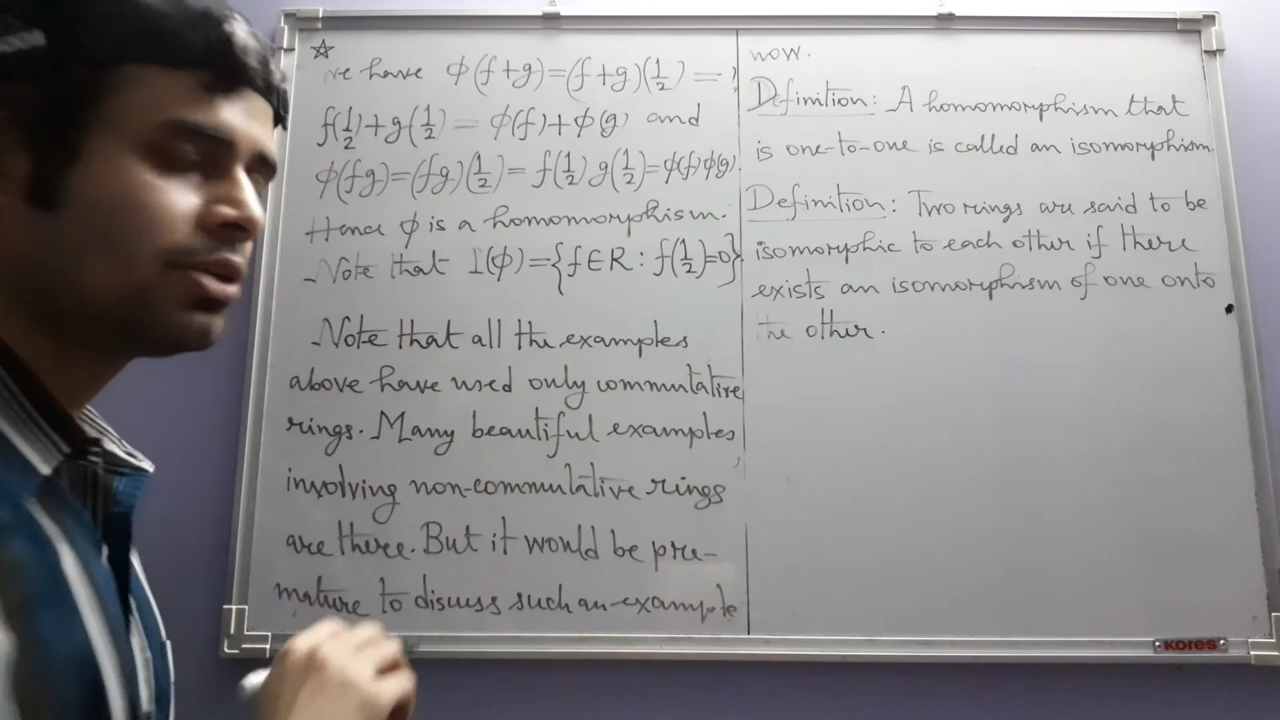 ☆
We have ϕ(f+g)=(f+g)(1/2)=
f(1/2)+g(1/2)= ϕ(f)+ϕ(g) and
ϕ(fg)=(fg)(1/2)= f(1/2) g(1/2)=ϕ(f)ϕ(g).
Hence ϕ is a homomorphism.
Note that I(ϕ)={f∈R: f(1/2)=0}
Note that all the examples
above have used only commutative
rings. Many beautiful examples
involving non-commutative rings
are there. But it would be pre-
mature to discuss such an example
now.
Definition: A homomorphism that
is one-to-one is called an isomorphism.
Definition: Two rings are said to be
isomorphic to each other if there
exists an isomorphism of one onto
the other.
KORES